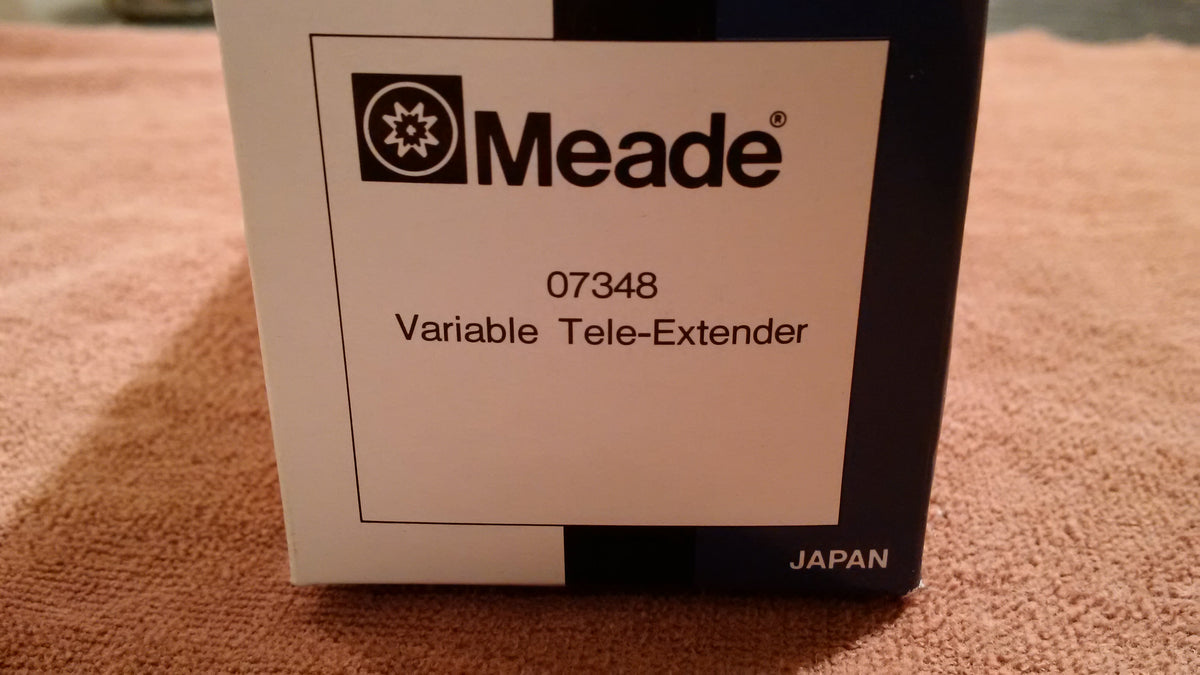 Meade®
07348
Variable Tele-Extender
JAPAN